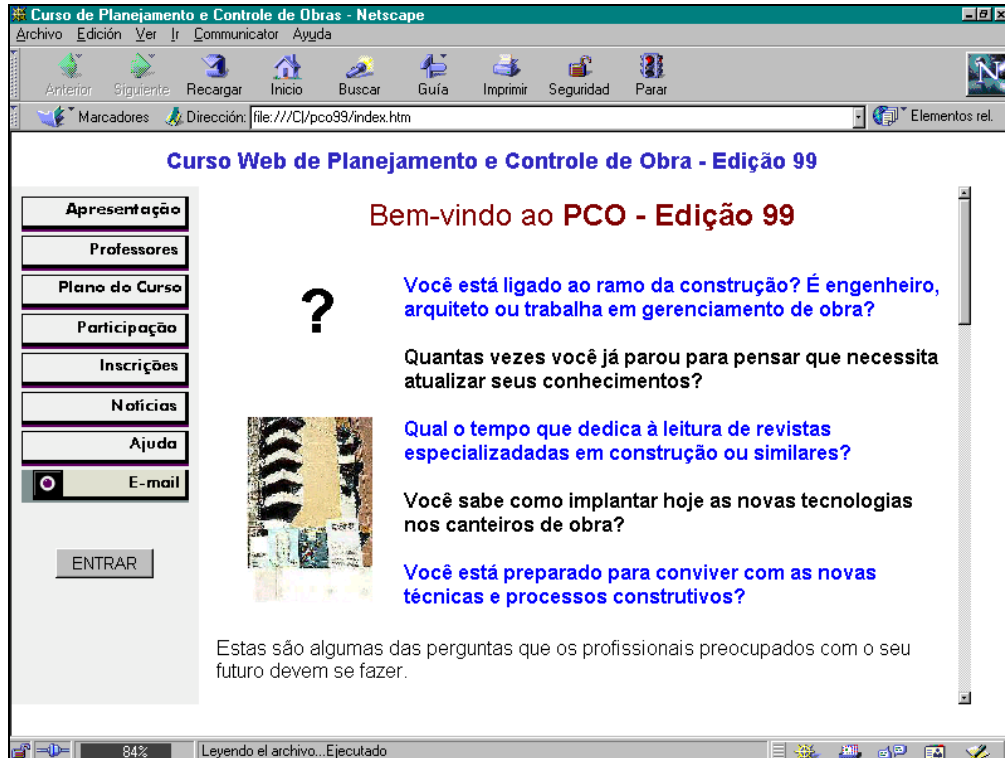 Curso de Planejamento e Controle de Obras - Netscape
Archivo Edición Ver Ir Communicator Ayuda
Anterior Siguiente Recargar Inicio Buscar Guía Imprimir Seguridad Parar
N
Marcadores Dirección: file:///C|/pco99/index.htm Elementos rel.
Curso Web de Planejamento e Controle de Obra - Edição 99
Apresentação
Professores
Plano do Curso
Participação
Inscrições
Notícias
Ajuda
E-mail
ENTRAR
Bem-vindo ao PCO - Edição 99
?
Você está ligado ao ramo da construção? É engenheiro,
arquiteto ou trabalha em gerenciamento de obra?
Quantas vezes você já parou para pensar que necessita
atualizar seus conhecimentos?
Qual o tempo que dedica à leitura de revistas
especializadadas em construção ou similares?
Você sabe como implantar hoje as novas tecnologias
nos canteiros de obra?
Você está preparado para conviver com as novas
técnicas e processos construtivos?
Estas são algumas das perguntas que os profissionais preocupados com o seu
futuro devem se fazer.
84% Leyendo el archivo...Ejecutado